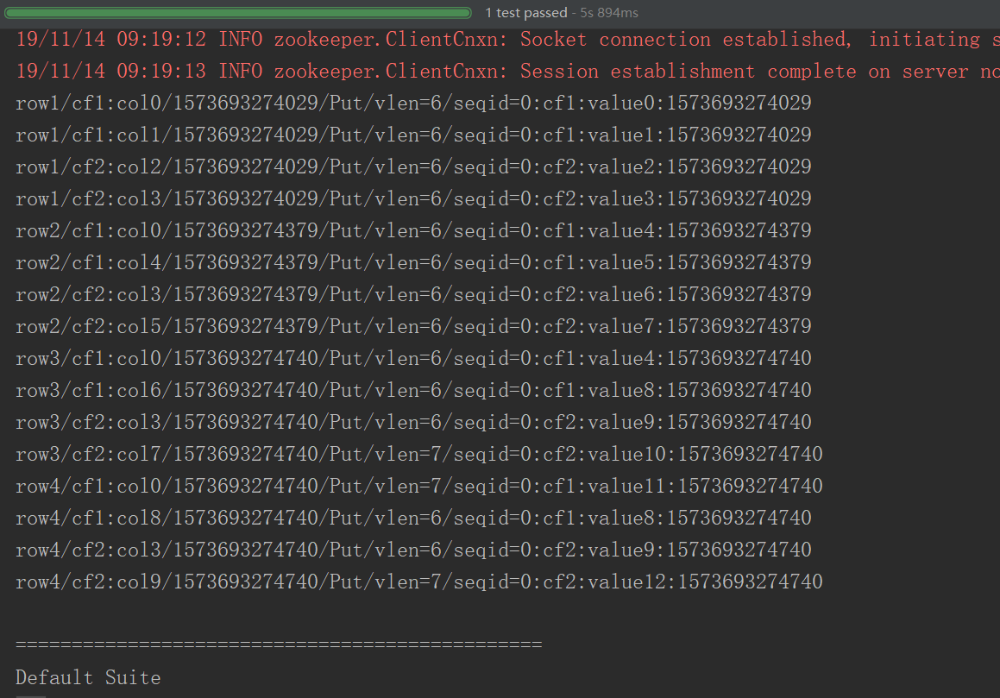 1 test passed - 5s 894ms
19/11/14 09:19:12 INFO zookeeper.ClientCnxn: Socket connection established, initiating
19/11/14 09:19:13 INFO zookeeper.ClientCnxn: Session establishment complete on server
row1/cf1:col0/1573693274029/Put/vlen=6/seqid=0:cf1:value0:1573693274029
row1/cf1:col1/1573693274029/Put/vlen=6/seqid=0:cf1:value1:1573693274029
row1/cf2:col2/1573693274029/Put/vlen=6/seqid=0:cf2:value2:1573693274029
row1/cf2:col3/1573693274029/Put/vlen=6/seqid=0:cf2:value3:1573693274029
row2/cf1:col0/1573693274379/Put/vlen=6/seqid=0:cf1:value4:1573693274379
row2/cf1:col4/1573693274379/Put/vlen=6/seqid=0:cf1:value5:1573693274379
row2/cf2:col3/1573693274379/Put/vlen=6/seqid=0:cf2:value6:1573693274379
row2/cf2:col5/1573693274379/Put/vlen=6/seqid=0:cf2:value7:1573693274379
row3/cf1:col0/1573693274740/Put/vlen=6/seqid=0:cf1:value4:1573693274740
row3/cf1:col6/1573693274740/Put/vlen=6/seqid=0:cf1:value8:1573693274740
row3/cf2:col3/1573693274740/Put/vlen=6/seqid=0:cf2:value9:1573693274740
row3/cf2:col7/1573693274740/Put/vlen=7/seqid=0:cf2:value10:1573693274740
row4/cf1:col0/1573693274740/Put/vlen=7/seqid=0:cf1:value11:1573693274740
row4/cf1:col8/1573693274740/Put/vlen=6/seqid=0:cf1:value8:1573693274740
row4/cf2:col3/1573693274740/Put/vlen=6/seqid=0:cf2:value9:1573693274740
row4/cf2:col9/1573693274740/Put/vlen=7/seqid=0:cf2:value12:1573693274740
===============================================
Default Suite